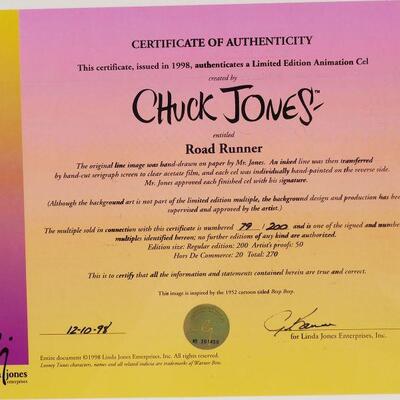 CERTIFICATE OF AUTHENTICITY
This certificate, issued in 1998, authenticates a Limited Edition Animation Cel
created by
CHUCK JONES
entitled
Road Runner
The original line image was hand-drawn on paper by Mr. Jones. An inked line was then transferred
by hand-cut serigraph screen to clear acetate film, and each cel was individually hand-painted on the reverse side.
Mr. Jones approved each finished cel with his signature.
(Although the background art is not part of the limited edition multiple, the background design and production has been
supervised and approved by the artist.)
The multiple sold in connection with this certificate is numbered 79/200 and is one of the signed and number
multiples identified hereon; no further editions of any kind are authorized.
Edition size: Regular edition: 200 Artist's proofs: 50
Hors De Commerce: 20 Total: 270
This is to certify that all the information and statements contained herein are true and correct.
This image is inspired by the 1952 cartoon titled Beep Beep.
12-10-98
for Linda Jones Enterprises, Inc.
jones
enterprises
Entire document ©1998 Linda Jones Enterprises, Inc. All rights reserved.
Looney Tunes characters, names and all related indicia are trademarks of Warner Bros.